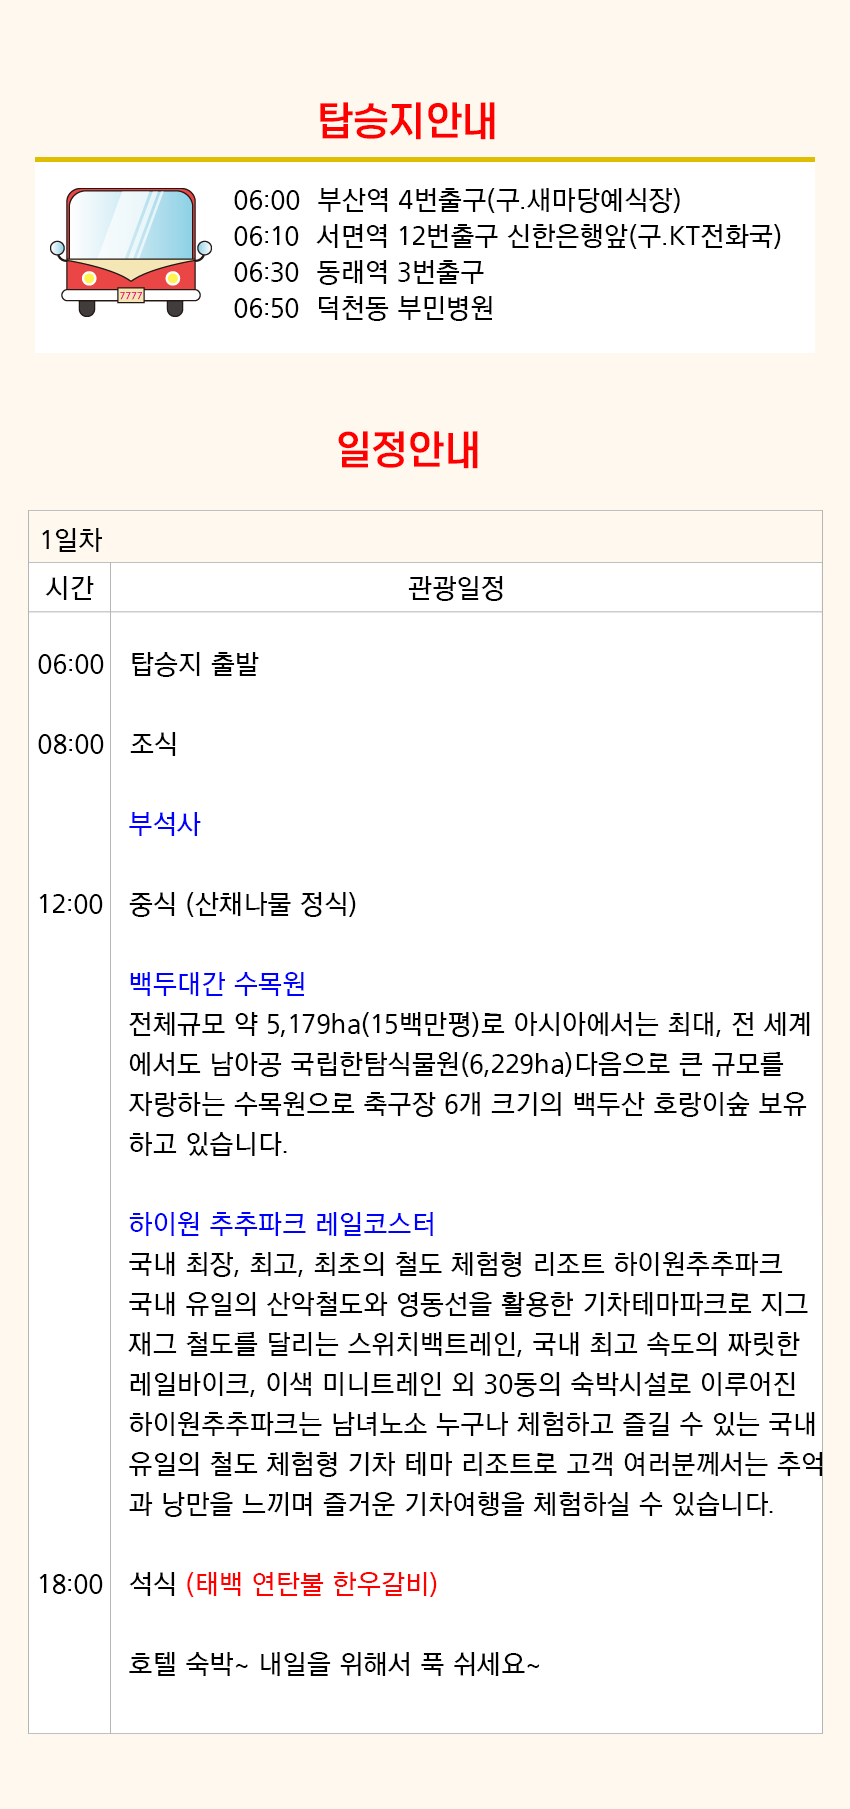 탑승지안내
06:00 부산역 4번출구(구.새마당예식장)
06:10 서면역 12번출구 신한은행앞(구.KT전화국)
06:30 동래역 3번출구
06:50 덕천동 부민병원
7777
일정안내
1일차
시간 관광일정
06:00 탑승지 출발
08:00 조식
부석사
12:00 중식 (산채나물 정식)
백두대간 수목원
전체규모 약 5,179ha(15백만평)로 아시아에서는 최대, 전 세계
에서도 남아공 국립한탐식물원(6,229ha)다음으로 큰 규모를
자랑하는 수목원으로 축구장 6개 크기의 백두산 호랑이숲 보유
하고 있습니다.
하이원 추추파크 레일코스터
국내 최장, 최고, 최초의 철도 체험형 리조트 하이원추추파크
국내 유일의 산악철도와 영동선을 활용한 기차테마파크로 지그
재그 철도를 달리는 스위치백트레인, 국내 최고 속도의 짜릿한
레일바이크, 이색 미니트레인 외 30동의 숙박시설로 이루어진
하이원추추파크는 남녀노소 누구나 체험하고 즐길 수 있는 국내
유일의 철도 체험형 기차 테마 리조트로 고객 여러분께서는 추억
과 낭만을 느끼며 즐거운 기차여행을 체험하실 수 있습니다.
18:00 석식 (태백 연탄불 한우갈비)
호텔 숙박~ 내일을 위해서 푹 쉬세요~